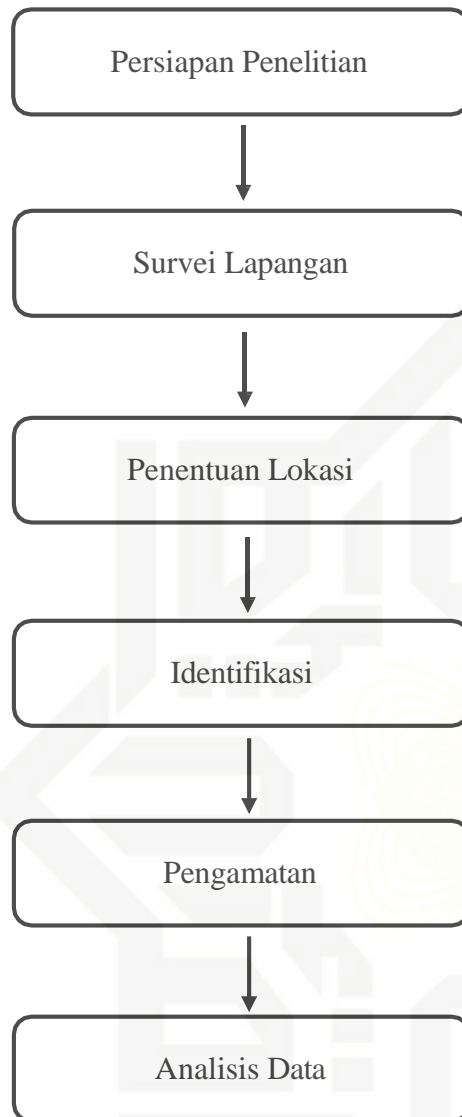 Persiapan Penelitian
Survei Lapangan
Penentuan Lokasi
Identifikasi
Pengamatan
Analisis Data